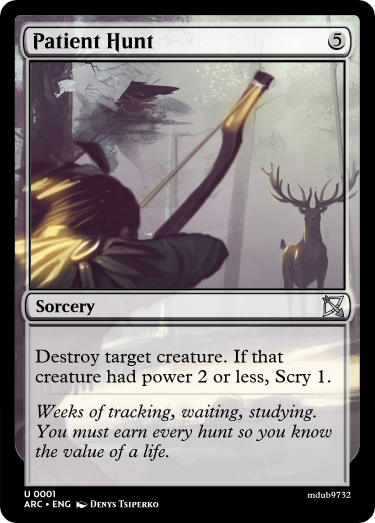 Patient Hunt 5
Sorcery
Destroy target creature. If that
creature had power 2 or less, Scry 1.
Weeks of tracking, waiting, studying.
You must earn every hunt so you know
the value of a life.
U 0001
mdub9732
ARC • ENG Denys Tsiperko